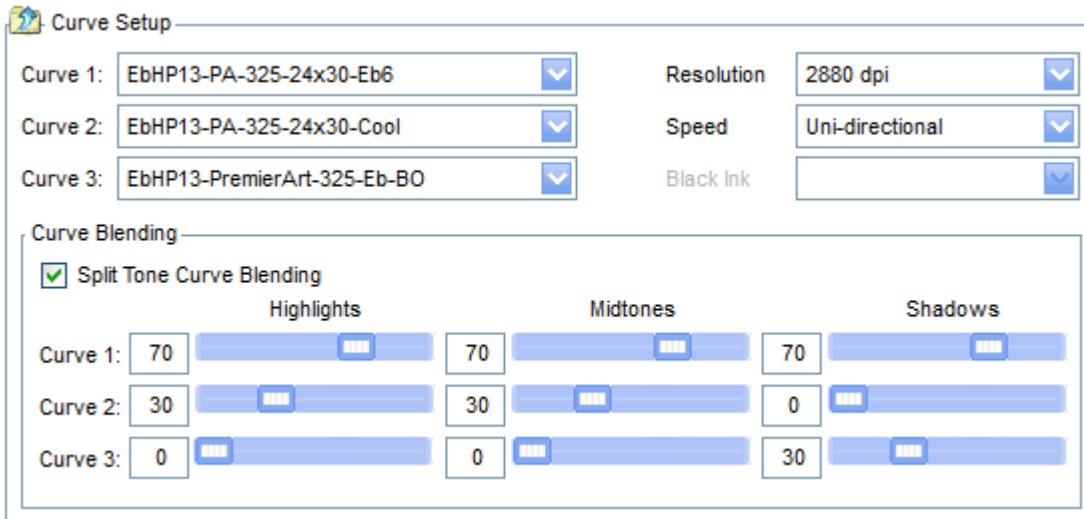 Curve Setup
Curve 1: EbHP13-PA-325-24x30-Eb6 Resolution 2880 dpi
Curve 2: EbHP13-PA-325-24x30-Cool Speed Uni-directional
Curve 3: EbHP13-PremierArt-325-Eb-BO Black Ink
Curve Blending
Split Tone Curve Blending
Highlights Midtones Shadows
Curve 1: 70 70 70
Curve 2: 30 30 0
Curve 3: 0 0 30